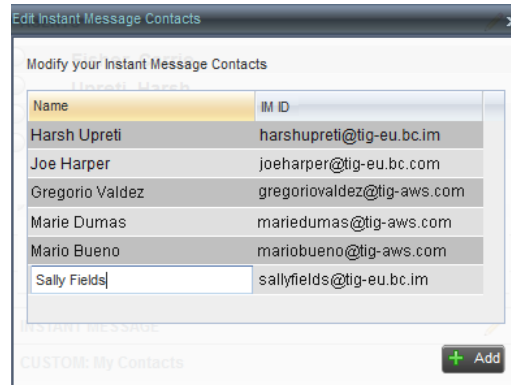 Edit Instant Message Contacts
Modify your Instant Message Contacts
Upreti, Harsh
Name IM ID
Harsh Upreti harshupreti@tig-eu.bc.im
Joe Harper joeharper@tig-eu.bc.com
Gregorio Valdez gregoriovaldez@tig-aws.com
Marie Dumas mariedumas@tig-aws.com
Mario Bueno mariobueno@tig-aws.com
Sally Fields sallyfields@tig-eu.bc.im
INSTANT MESSAGE
CUSTOM: My Contacts
Add